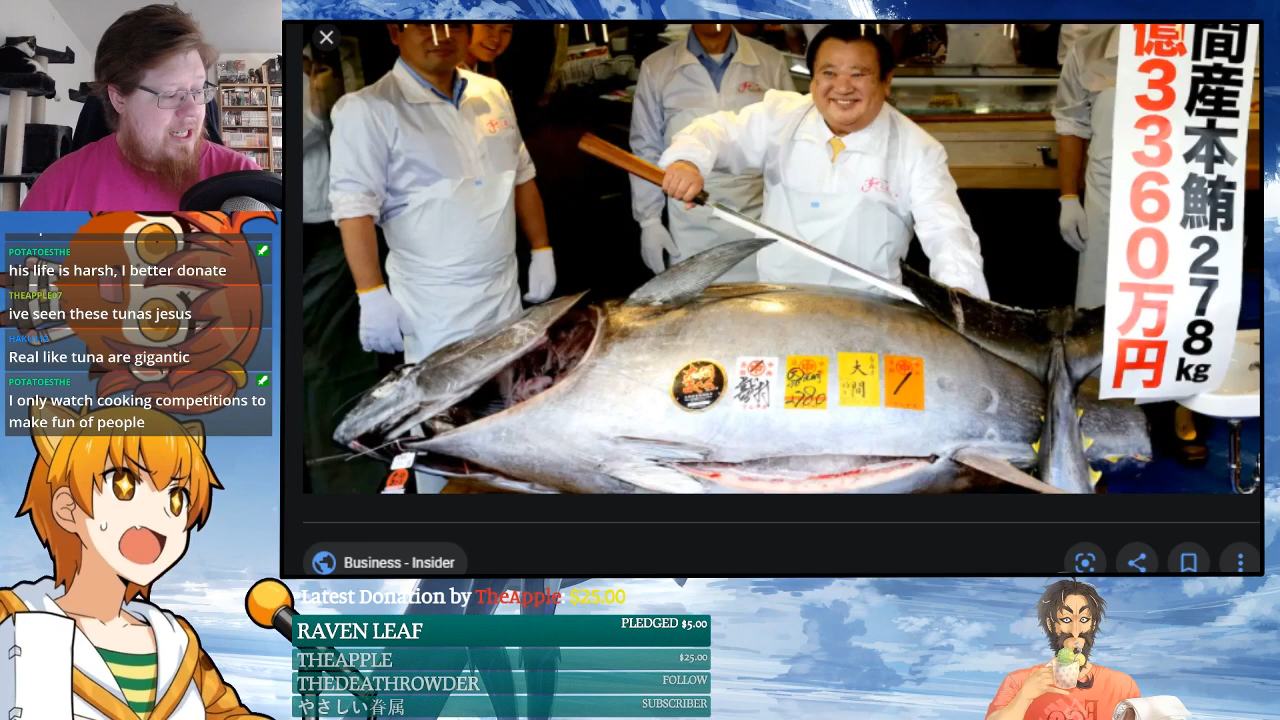 POTATOESTHE
his life is harsh, I better donate
THEAPPLE07
ive seen these tunas jesus
Real like tuna are gigantic
POTATOESTHE
I only watch cooking competitions to
make fun of people
間産本鮪278kg
億3360万円
大間
Business - Insider
Latest Donation by TheApple: $25.00
RAVEN LEAF PLEDGED $5.00
THEAPPLE $25.00
THEDEATHROWDER FOLLOW
やさしい眷属 SUBSCRIBER